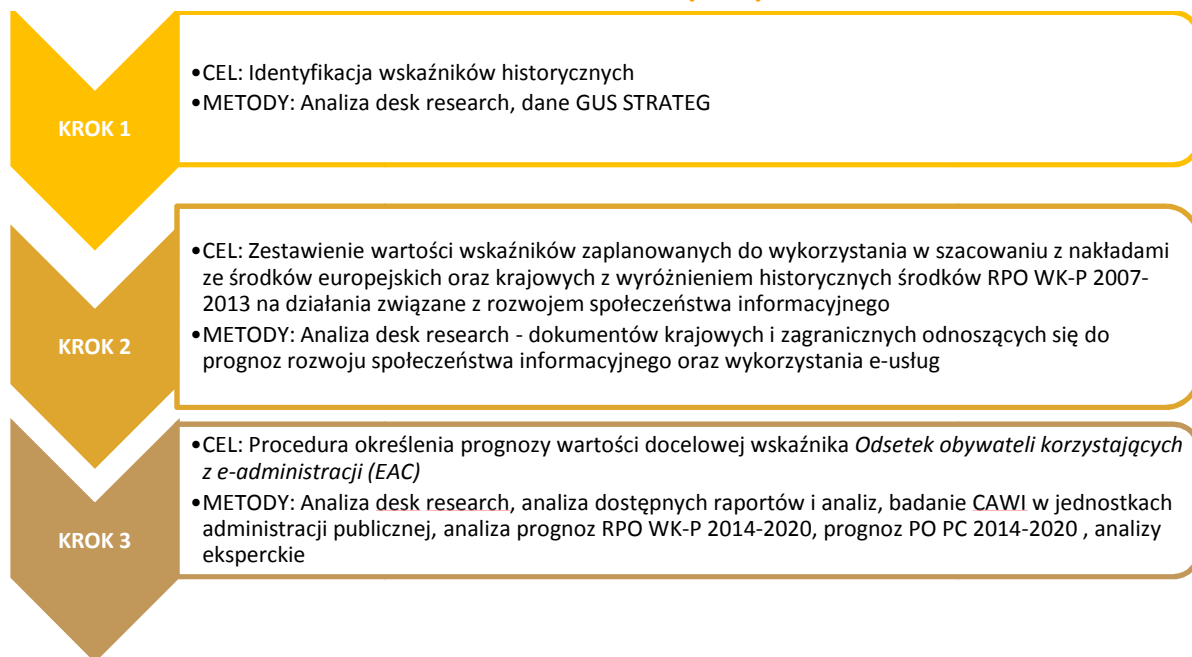 KROK 1
•CEL: Identyfikacja wskaźników historycznych
•METODY: Analiza desk research, dane GUS STRATEG
KROK 2
•CEL: Zestawienie wartości wskaźników zaplanowanych do wykorzystania w szacowaniu z nakładami
ze środków europejskich oraz krajowych z wyróżnieniem historycznych środków RPO WK-P 2007-
2013 na działania związane z rozwojem społeczeństwa informacyjnego
•METODY: Analiza desk research - dokumentów krajowych i zagranicznych odnoszących się do
prognoz rozwoju społeczeństwa informacyjnego oraz wykorzystania e-usług
KROK 3
•CEL: Procedura określenia prognozy wartości docelowej wskaźnika Odsetek obywateli korzystających
z e-administracji (EAC)
•METODY: Analiza desk research, analiza dostępnych raportów i analiz, badanie CAWI w jednostkach
administracji publicznej, analiza prognoz RPO WK-P 2014-2020, prognoz PO PC 2014-2020 , analizy
eksperckie